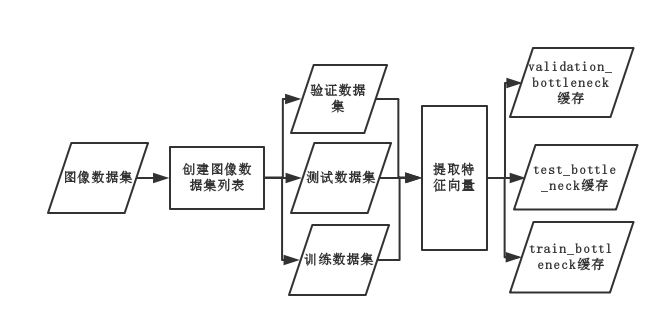 图像数据集
创建图像数
据集列表
验证数据
集
测试数据集
训练数据集
提取特
征向量
validation_
bottleneck
缓存
test_bottle
_neck缓存
train_bottl
eneck缓存